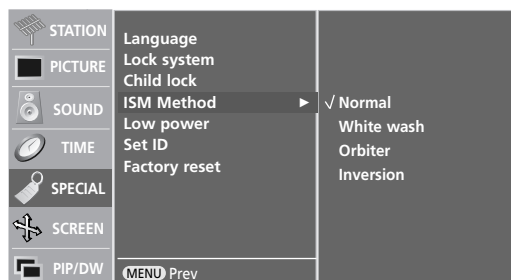 STATION
PICTURE
SOUND
TIME
SPECIAL
SCREEN
PIP/DW
Language
Lock system
Child lock
ISM Method ►
Low power
Set ID
Factory reset
MENU Prev
√ Normal
White wash
Orbiter
Inversion